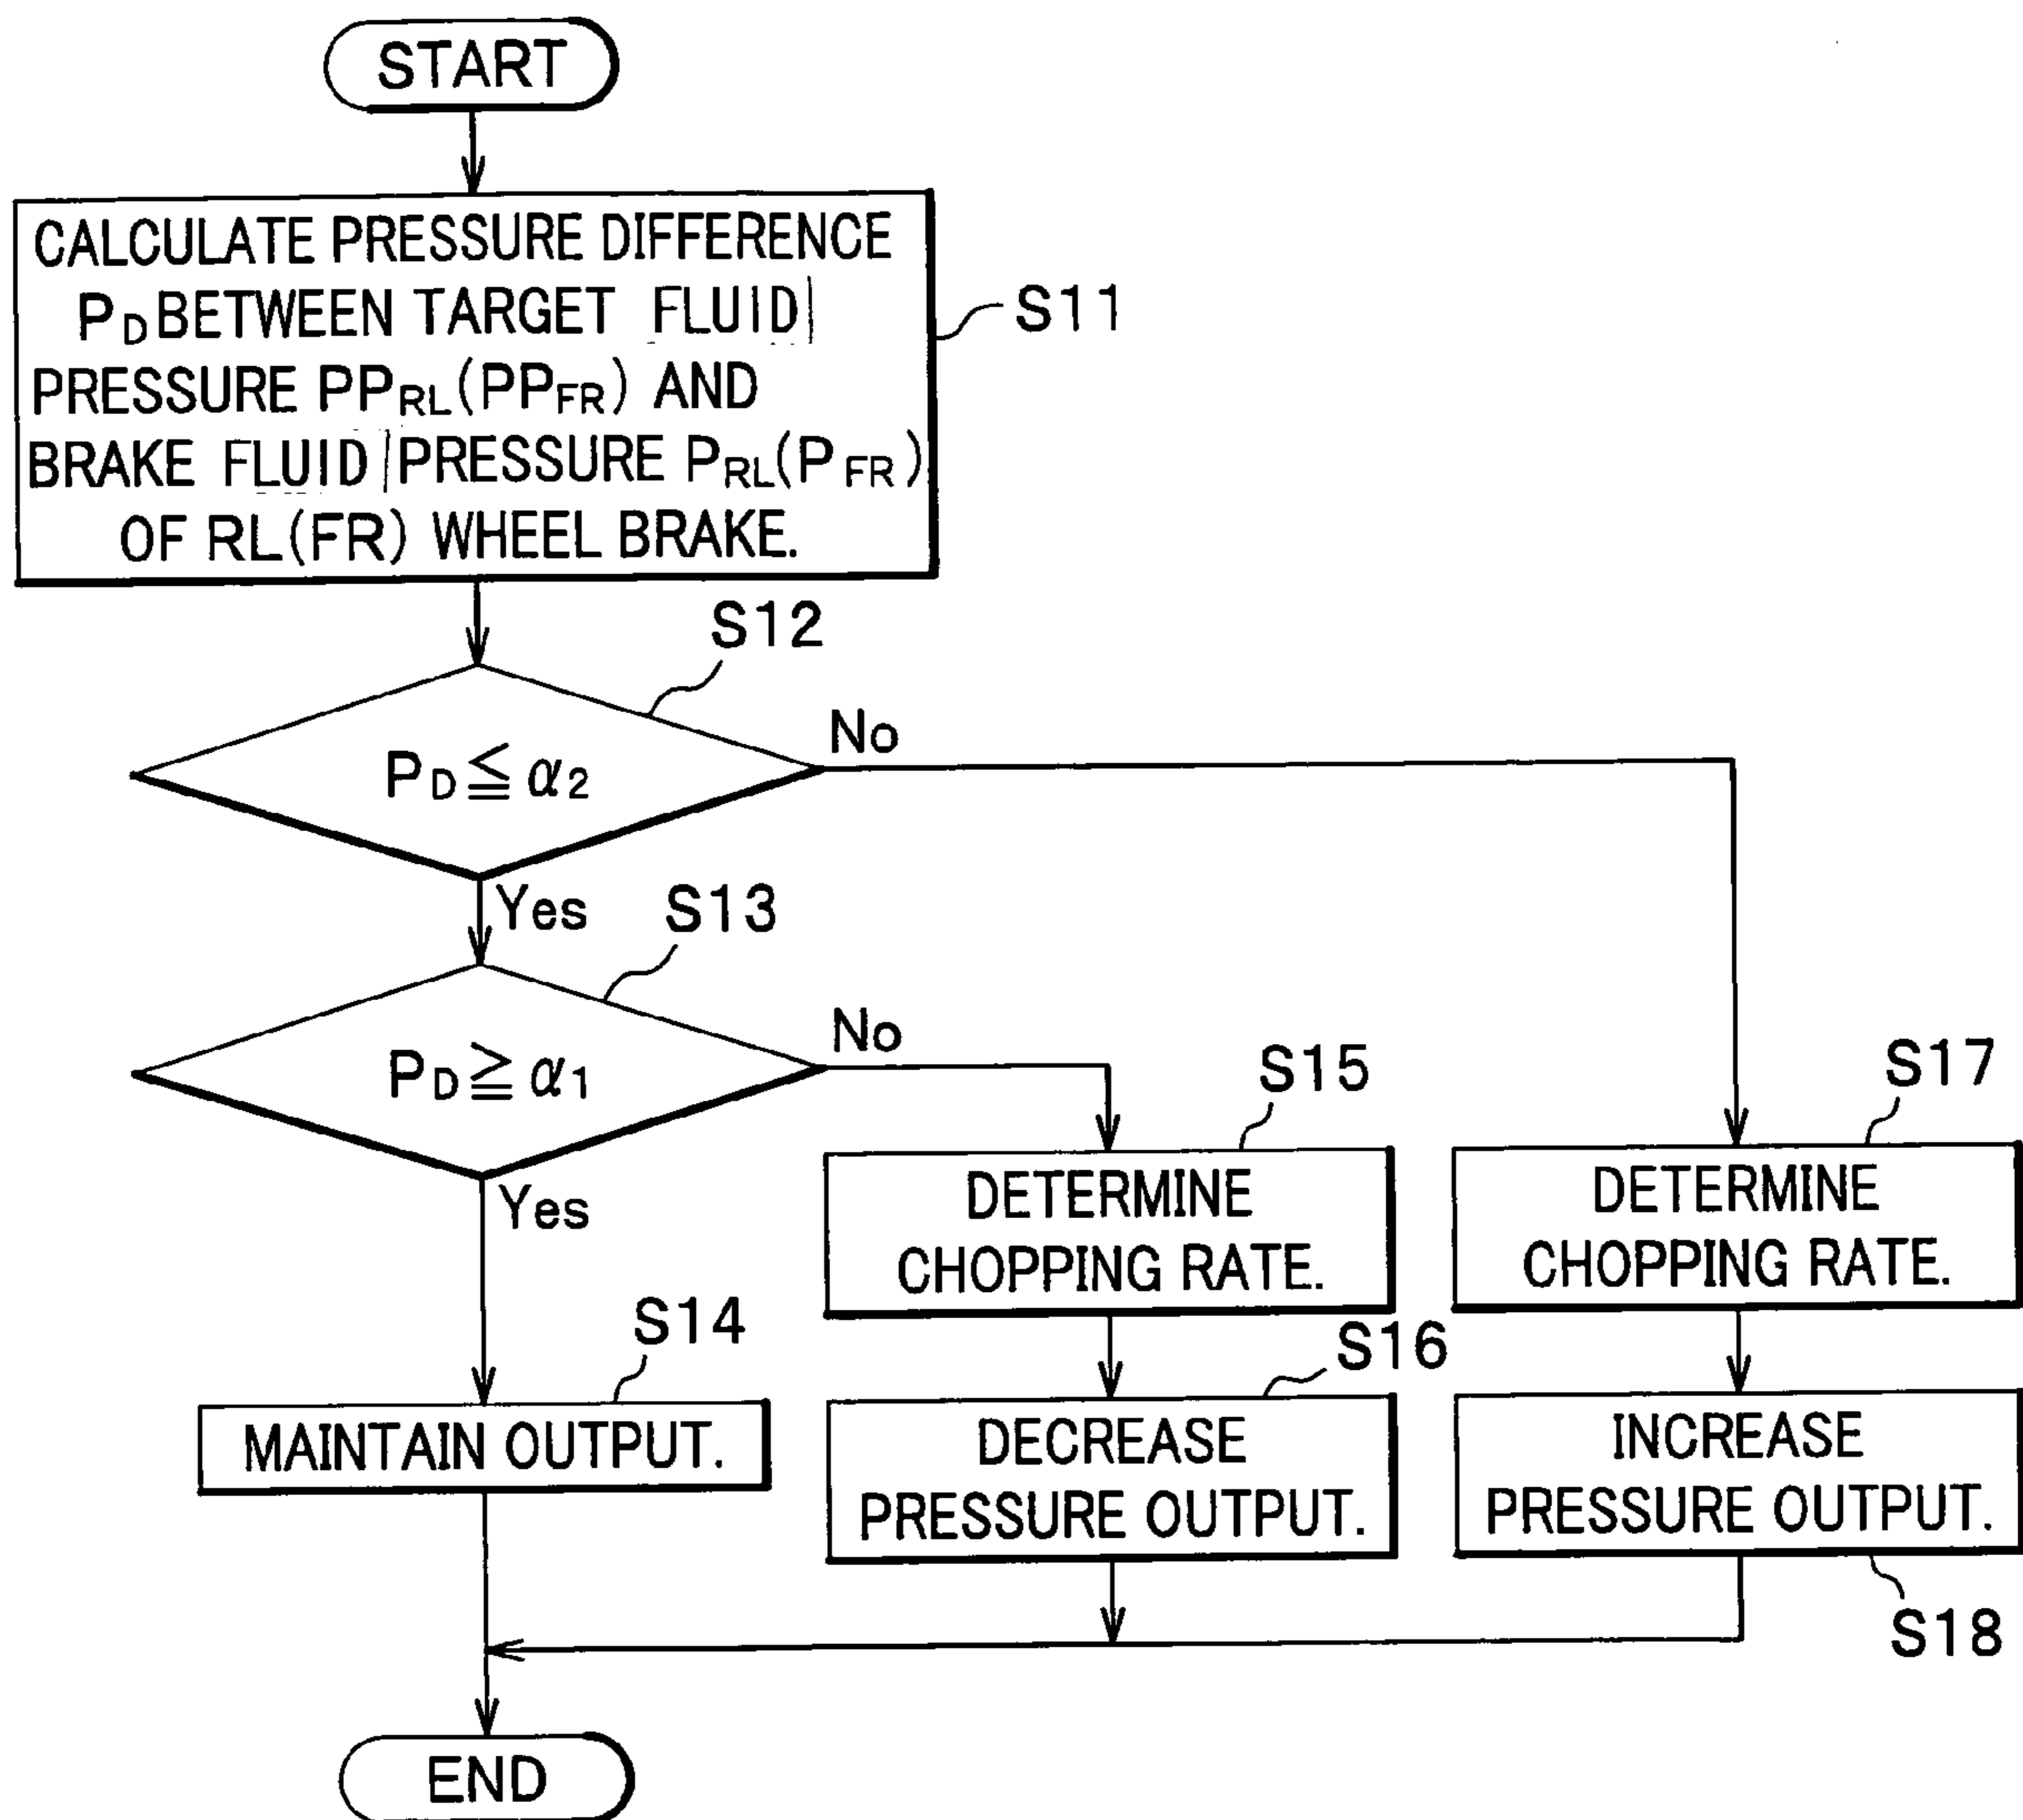 START
CALCULATE PRESSURE DIFFERENCE
PD BETWEEN TARGET FLUID
PRESSURE PPRL(PPFR) AND
BRAKE FLUID PRESSURE PRL(PFR)
OF RL(FR) WHEEL BRAKE.
S11
S12
PD≦α2
No
Yes
S13
PD≧α1
No
Yes
S14
MAINTAIN OUTPUT.
S15
DETERMINE
CHOPPING RATE.
S16
DECREASE
PRESSURE OUTPUT.
S17
DETERMINE
CHOPPING RATE.
INCREASE
PRESSURE OUTPUT.
S18
END